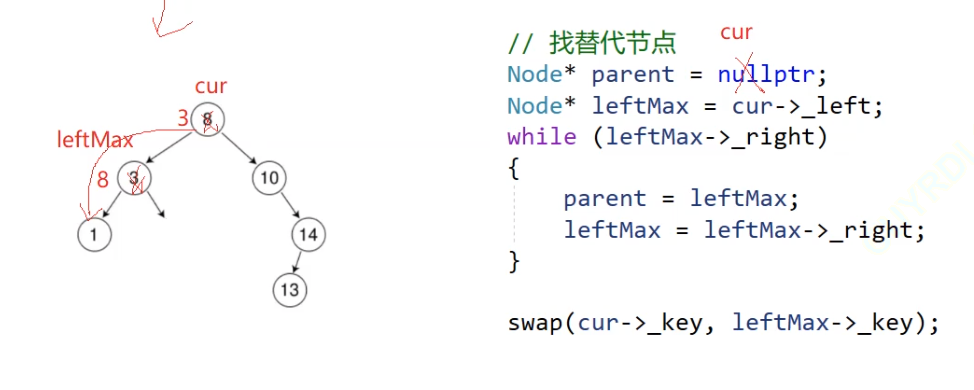 cur
3 8
leftMax
8 3
10
1
14
13
// 找替代节点
cur
Node* parent = nullptr;
Node* leftMax = cur->_left;
while (leftMax->_right)
{
parent = leftMax;
leftMax = leftMax->_right;
}
swap(cur->_key, leftMax->_key);